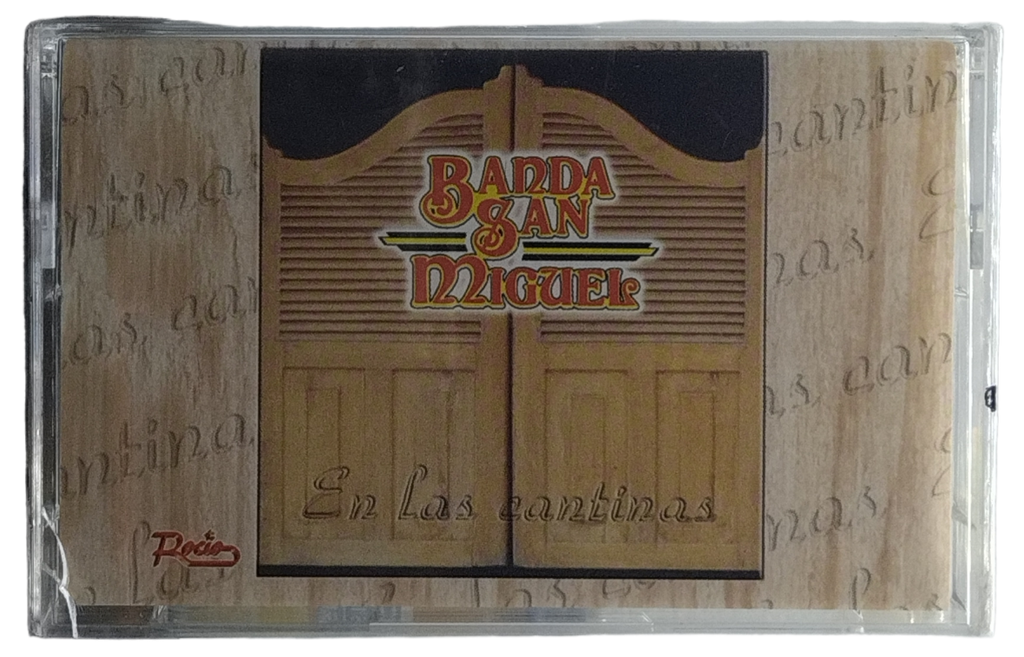 BANDA
SAN
MIGUEL
En las cantinas
Rocio